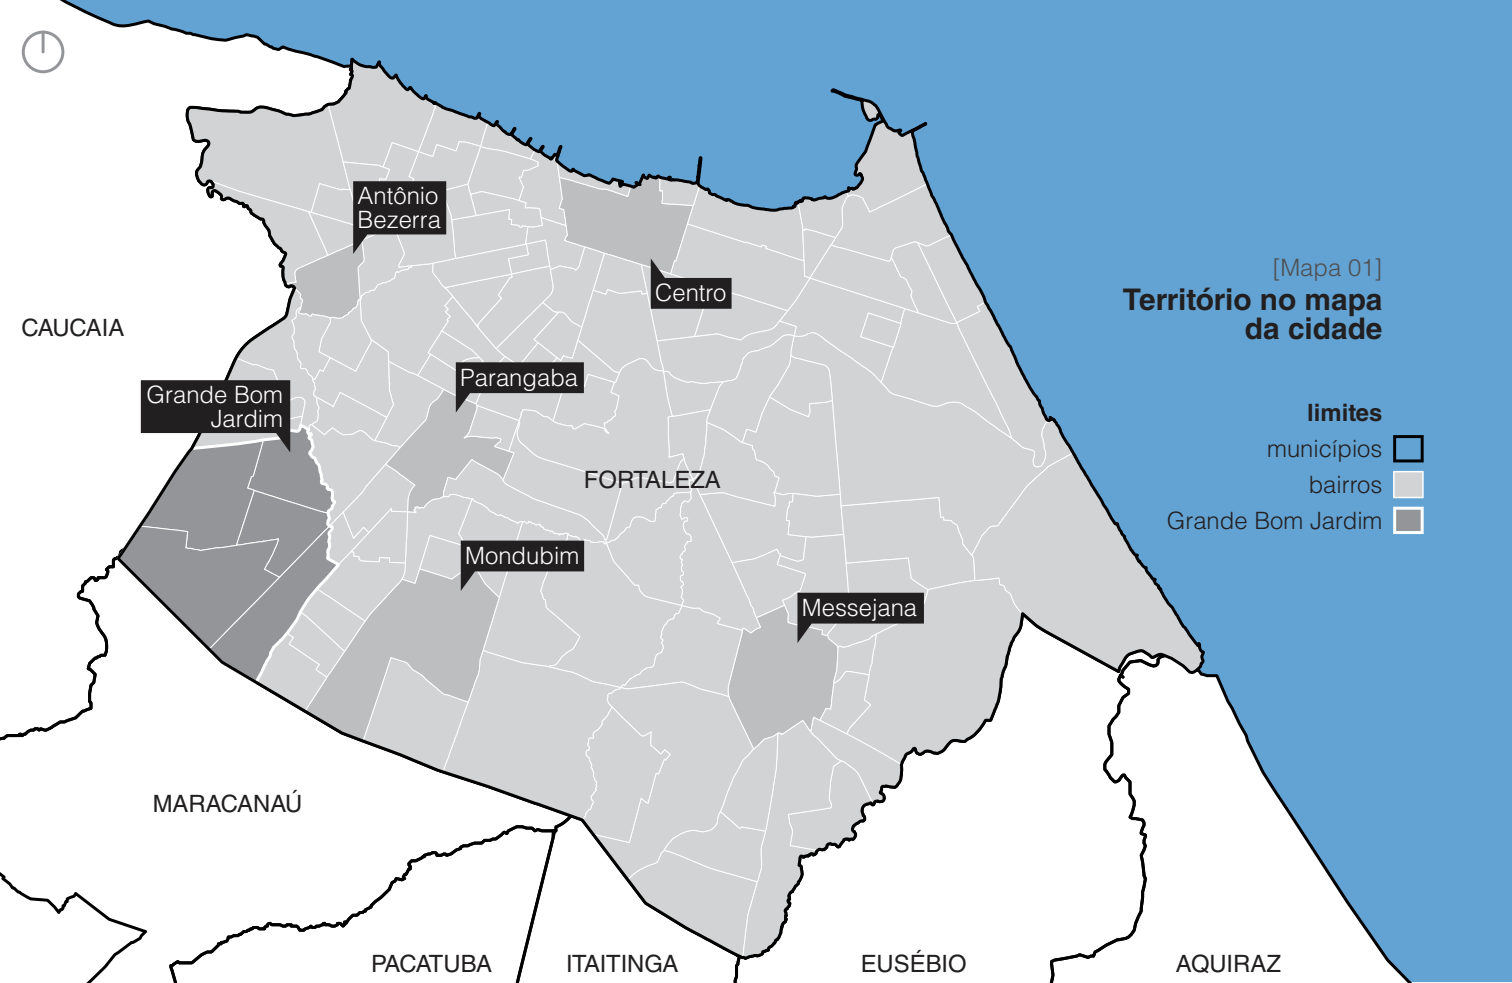 Antônio
Bezerra
Centro
[Mapa 01]
Território no mapa
da cidade
CAUCAIA
Parangaba
Grande Bom
Jardim
limites
municípios
bairros
Grande Bom Jardim
FORTALEZA
Mondubim
Messejana
MARACANAÚ
PACATUBA
ITAITINGA
EUSÉBIO
AQUIRAZ